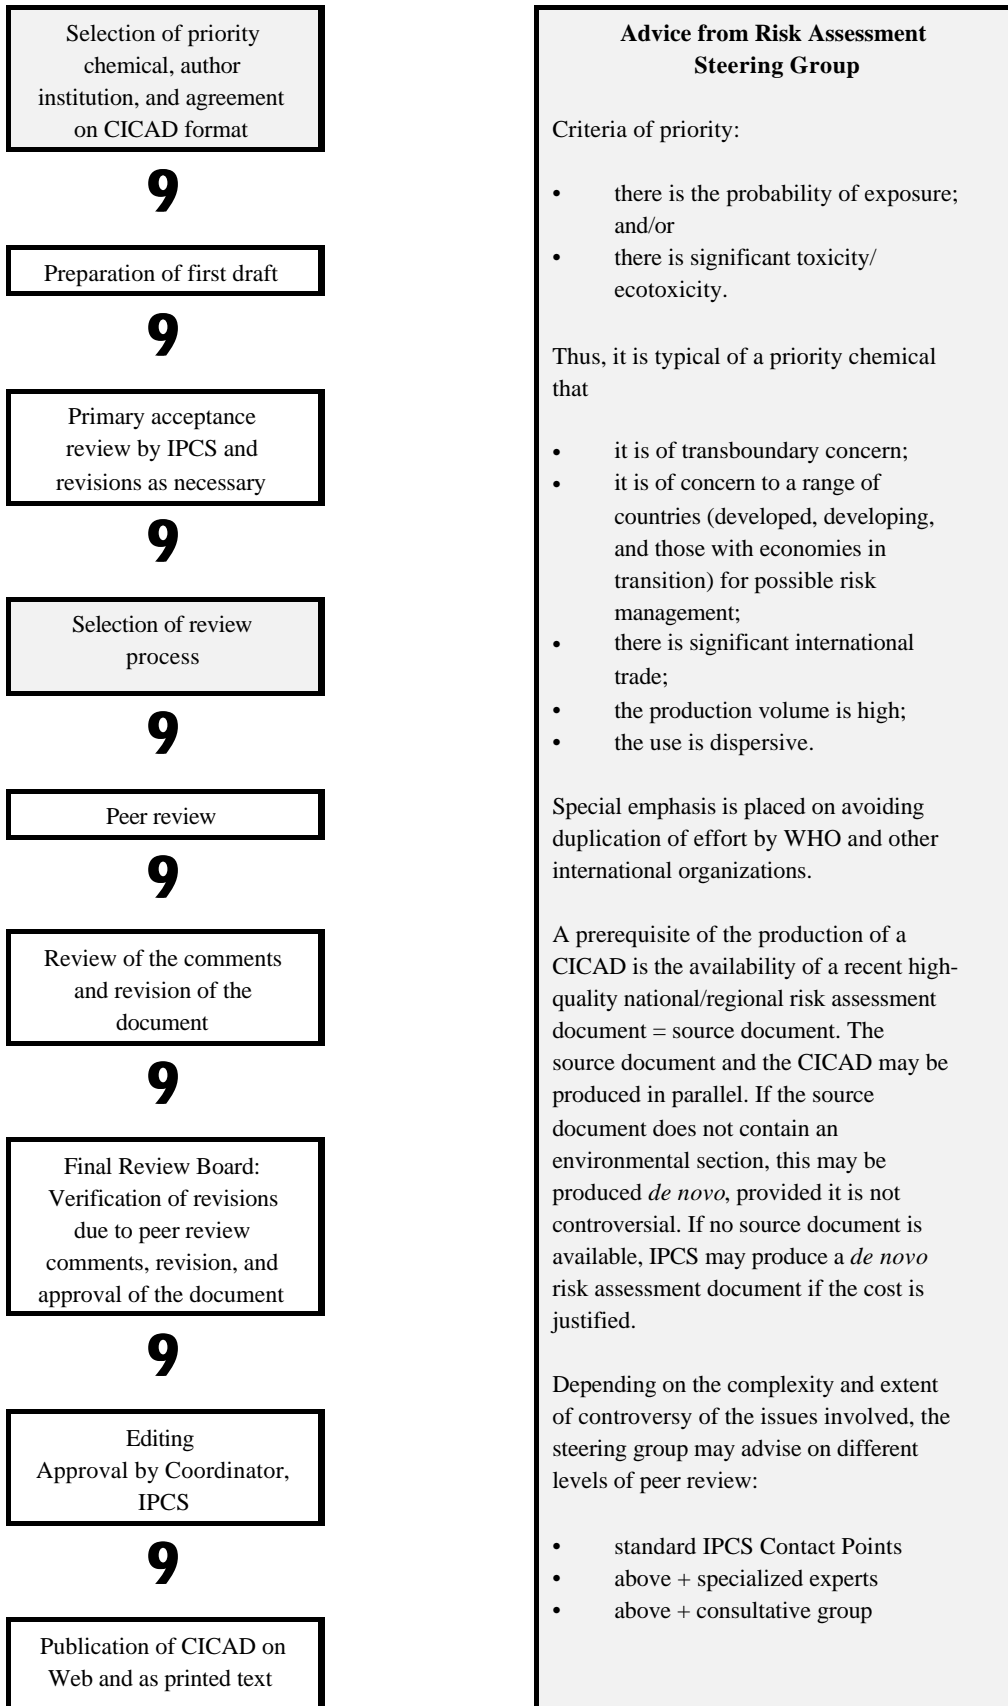 Selection of priority
chemical, author
institution, and agreement
on CICAD format
9
Preparation of first draft
9
Primary acceptance
review by IPCS and
revisions as necessary
9
Selection of review
process
9
Peer review
9
Review of the comments
and revision of the
document
9
Final Review Board:
Verification of revisions
due to peer review
comments, revision, and
approval of the document
9
Editing
Approval by Coordinator,
IPCS
9
Publication of CICAD on
Web and as printed text
Advice from Risk Assessment
Steering Group
Criteria of priority:
• there is the probability of exposure;
and/or
• there is significant toxicity/
ecotoxicity.
Thus, it is typical of a priority chemical
that
• it is of transboundary concern;
• it is of concern to a range of
countries (developed, developing,
and those with economies in
transition) for possible risk
management;
• there is significant international
trade;
• the production volume is high;
• the use is dispersive.
Special emphasis is placed on avoiding
duplication of effort by WHO and other
international organizations.
A prerequisite of the production of a
CICAD is the availability of a recent high-
quality national/regional risk assessment
document = source document. The
source document and the CICAD may be
produced in parallel. If the source
document does not contain an
environmental section, this may be
produced de novo, provided it is not
controversial. If no source document is
available, IPCS may produce a de novo
risk assessment document if the cost is
justified.
Depending on the complexity and extent
of controversy of the issues involved, the
steering group may advise on different
levels of peer review:
• standard IPCS Contact Points
• above + specialized experts
• above + consultative group